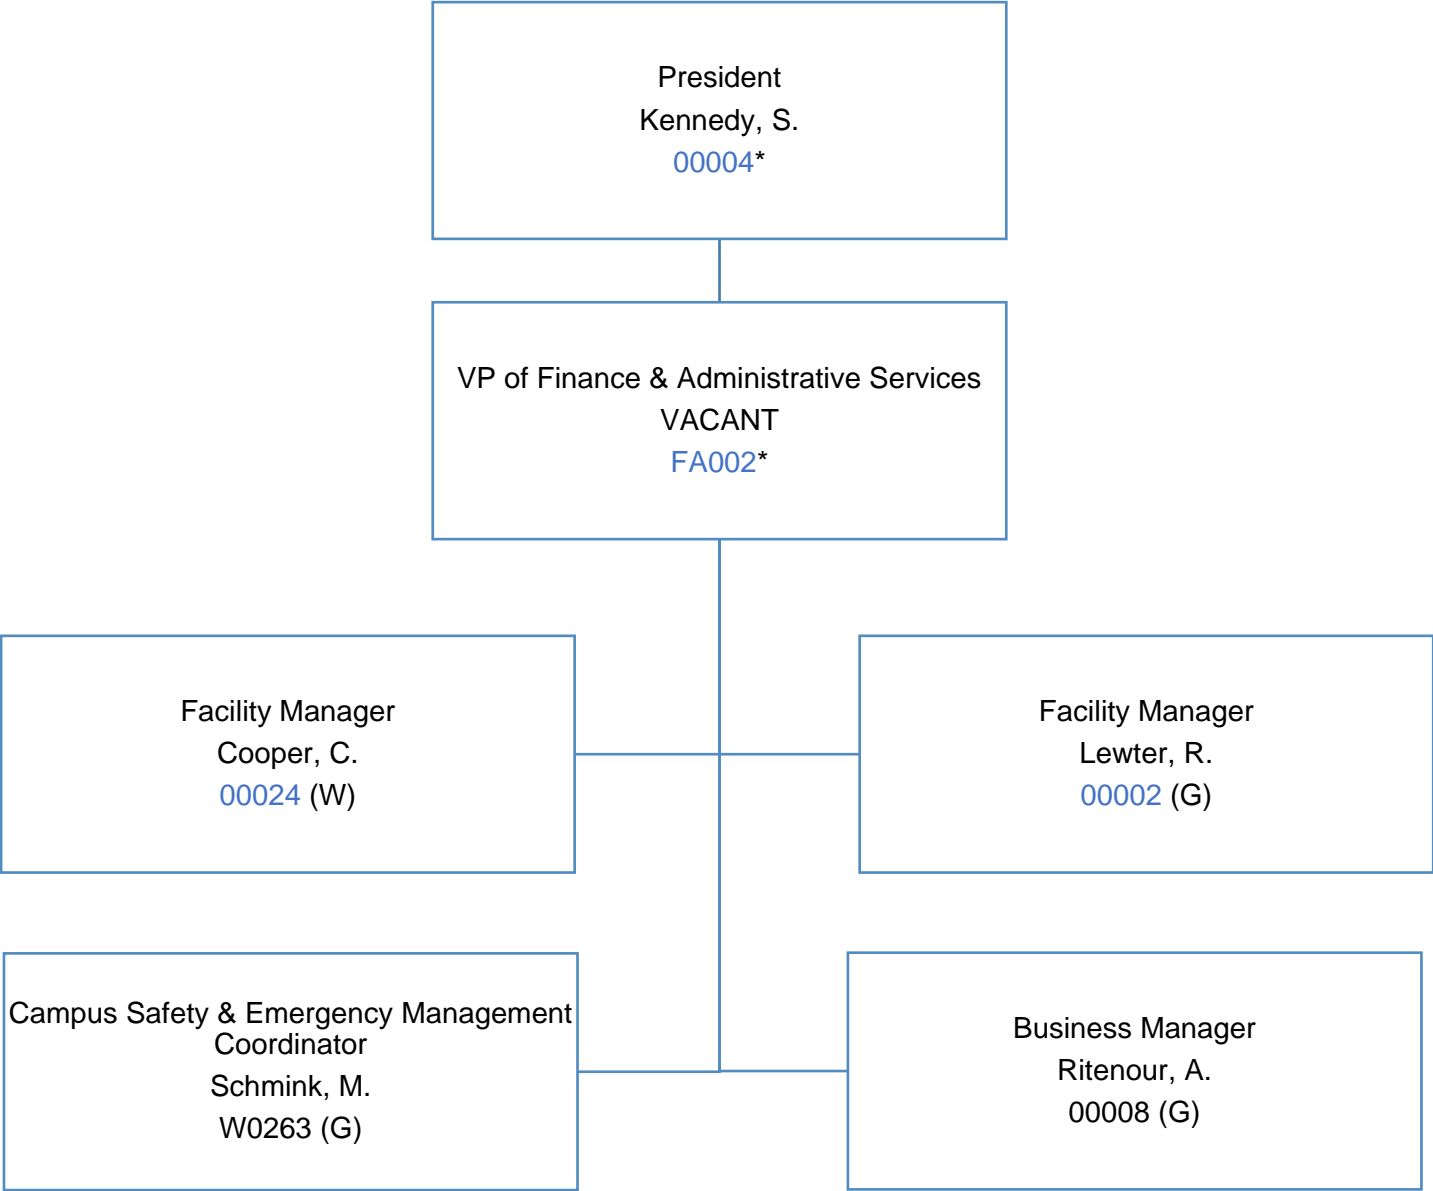 President
Kennedy, S.
00004*
VP of Finance & Administrative Services
VACANT
FA002*
Facility Manager
Cooper, C.
00024 (W)
Facility Manager
Lewter, R.
00002 (G)
Campus Safety & Emergency Management
Coordinator
Schmink, M.
W0263 (G)
Business Manager
Ritenour, A.
00008 (G)